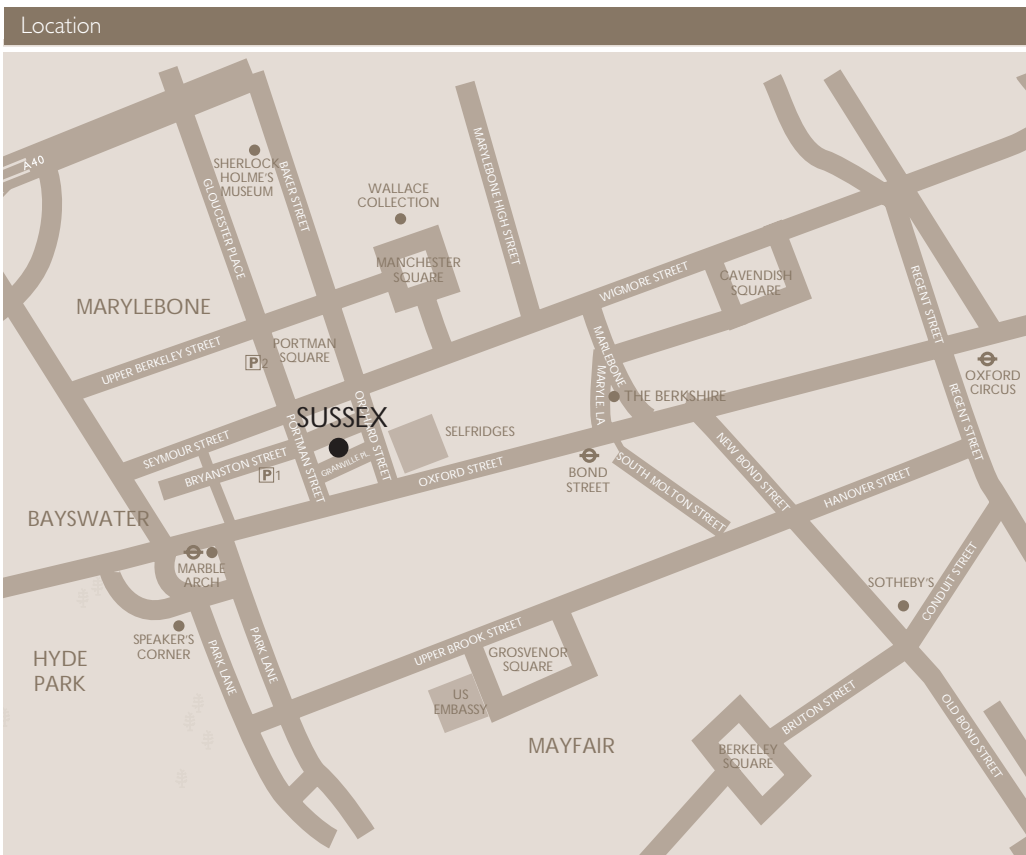 Location
A40
SHERLOCK
HOLME'S
MUSEUM
BAKER STREET
GLOUCESTER PLACE
WALLACE
COLLECTION
MARYLEBONE HIGH STREET
MANCHESTER
SQUARE
CAVENDISH
SQUARE
WIGMORE STREET
REGENT STREET
MARYLEBONE
PORTMAN
SQUARE
UPPER BERKELEY STREET
P2
MARLEBONE
MARYLE. LA
OXFORD
CIRCUS
THE BERKSHIRE
REGENT STREET
ORCHARD STREET
SUSSEX
PORTMAN STREET
SELFRIDGES
SEYMOUR STREET
BRYANSTON STREET
GRANVILLE PL.
P1
OXFORD STREET
BOND
STREET
SOUTH MOLTON STREET
NEW BOND STREET
HANOVER STREET
BAYSWATER
MARBLE
ARCH
SOTHEBY'S
CONDUIT STREET
SPEAKER'S
CORNER
PARK LANE
PARK LANE
UPPER BROOK STREET
GROSVENOR
SQUARE
HYDE
PARK
US
EMBASSY
BRUTON STREET
OLD BOND STREET
MAYFAIR
BERKELEY
SQUARE